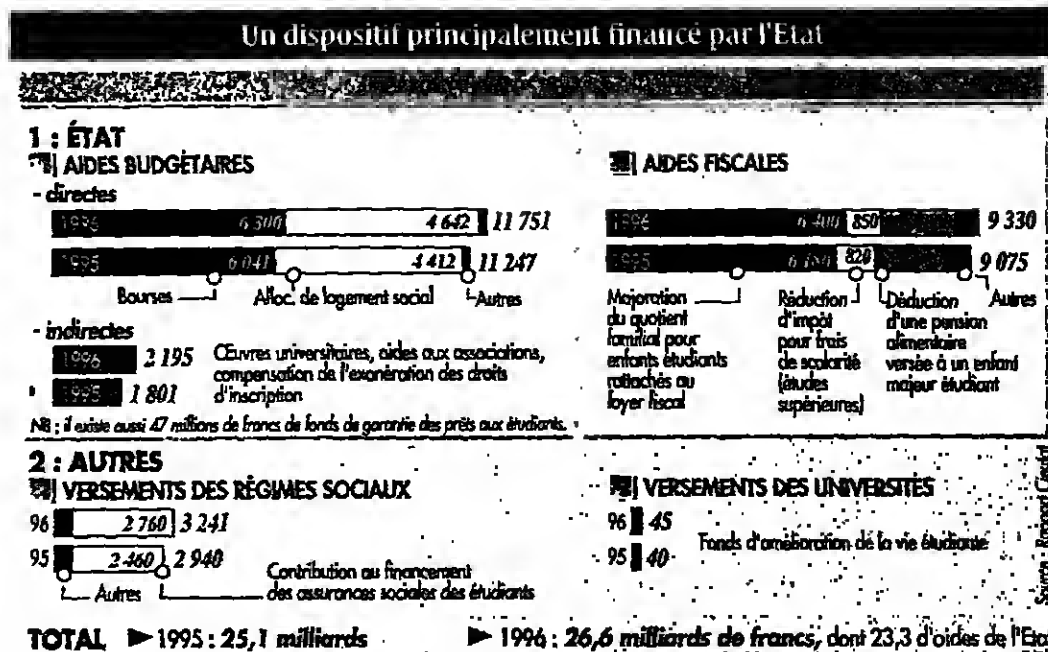 Un dispositif principalement financé par l'Etat
1 : ÉTAT
AIDES BUDGÉTAIRES
- directes
1996 6 300 4 642 11 751
1995 6 041 4 412 11 247
Bourses Alloc. de logement social Autres
- indirectes
1996 2 195
1995 1 801
Œuvres universitaires, aides aux associations,
compensation de l'exonération des droits
d'inscription
NB : il existe aussi 47 millions de francs de fonds de garantie des prêts aux étudiants.
AIDES FISCALES
1996 6 400 850 9 330
1995 820 9 075
Majoration
du quotient
familial pour
enfants étudiants
rattachés au
foyer fiscal
Réduction
d'impôt
pour frais
de scolarité
(études
supérieures)
Déduction
d'une pension
alimentaire
versée à un enfant
majeur étudiant
Autres
2 : AUTRES
VERSEMENTS DES RÉGIMES SOCIAUX
96 2 760 3 241
95 2 460 2 940
Autres
Contribution au financement
des assurances sociales des étudiants
VERSEMENTS DES UNIVERSITÉS
96 45
95 40
Fonds d'amélioration de la vie étudiante
Source Rapport
TOTAL ► 1995 : 25,1 milliards ► 1996 : 26,6 milliards de francs, dont 23,3 d'aides de l'Etat